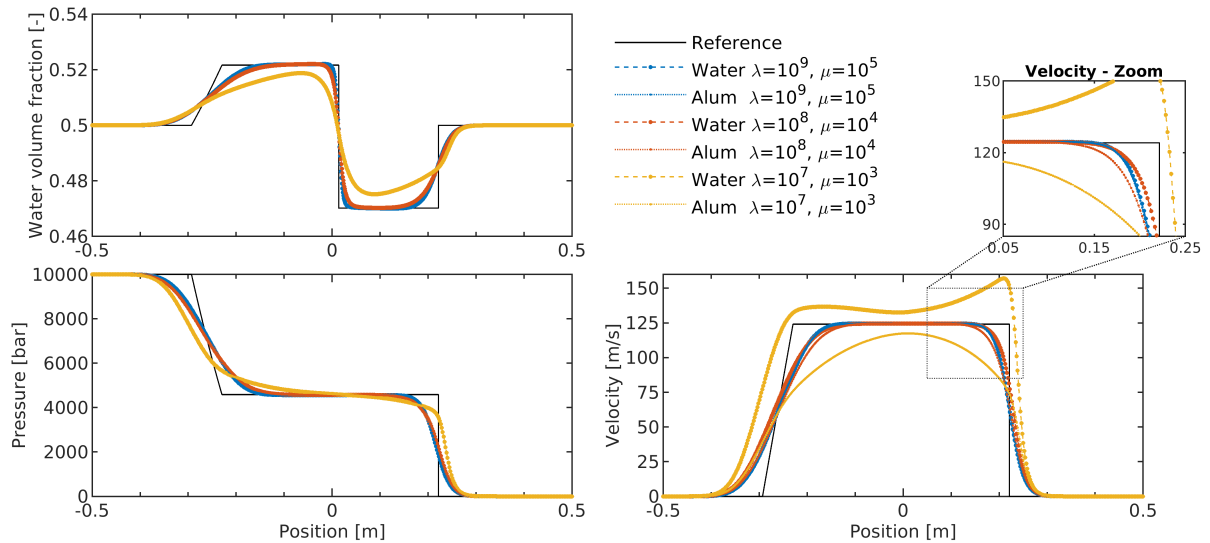 0.54
0.52
0.5
0.48
0.46
Water volume fraction [-]
-0.5
0
0.5
Reference
Water λ=10⁹, μ=10⁵
Alum λ=10⁹, μ=10⁵
Water λ=10⁸, μ=10⁴
Alum λ=10⁸, μ=10⁴
Water λ=10⁷, μ=10³
Alum λ=10⁷, μ=10³
Velocity - Zoom
150
120
90
0.05
0.15
0.25
10000
8000
6000
4000
2000
0
Pressure [bar]
-0.5
0
0.5
Position [m]
150
125
100
75
50
25
0
Velocity [m/s]
-0.5
0
0.5
Position [m]